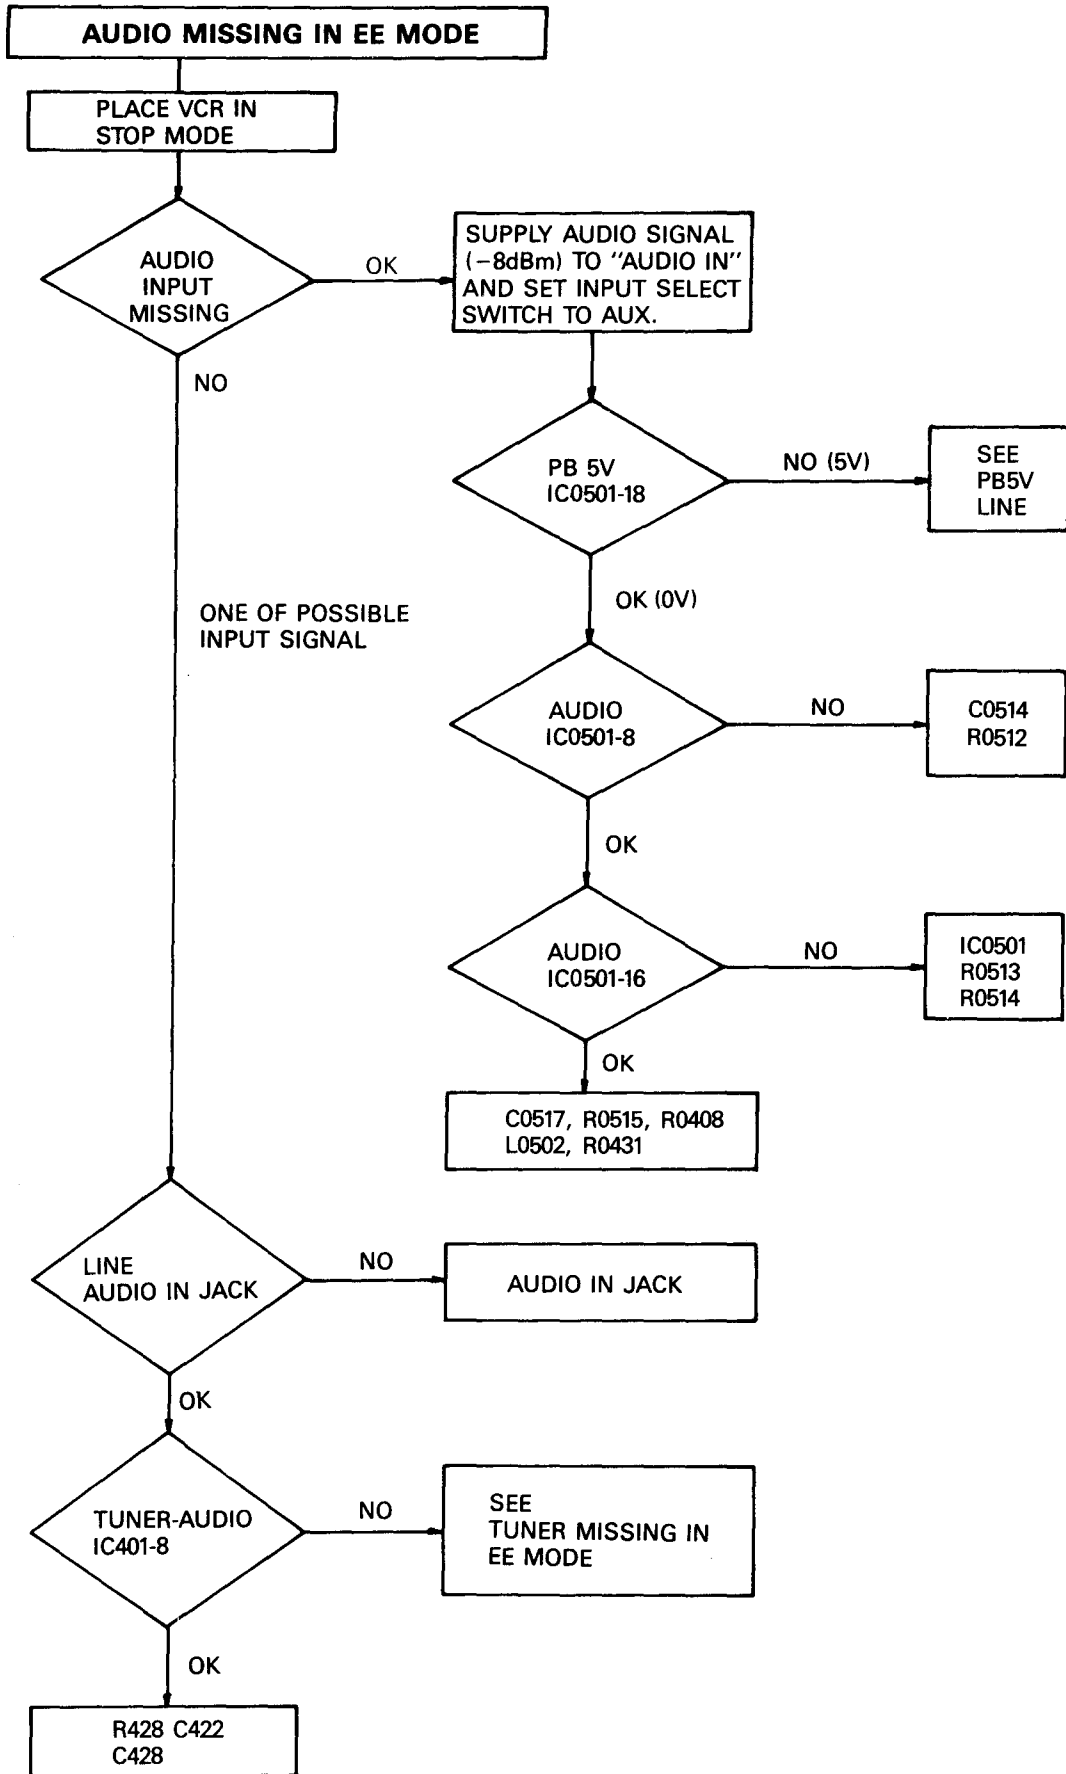 AUDIO MISSING IN EE MODE
PLACE VCR IN
STOP MODE
AUDIO
INPUT
MISSING
OK
SUPPLY AUDIO SIGNAL
(−8dBm) TO "AUDIO IN"
AND SET INPUT SELECT
SWITCH TO AUX.
NO
PB 5V
IC0501-18
NO (5V)
SEE
PB5V
LINE
OK (0V)
ONE OF POSSIBLE
INPUT SIGNAL
AUDIO
IC0501-8
NO
C0514
R0512
OK
AUDIO
IC0501-16
NO
IC0501
R0513
R0514
OK
C0517, R0515, R0408
L0502, R0431
LINE
AUDIO IN JACK
NO
AUDIO IN JACK
OK
TUNER-AUDIO
IC401-8
NO
SEE
TUNER MISSING IN
EE MODE
OK
R428 C422
C428